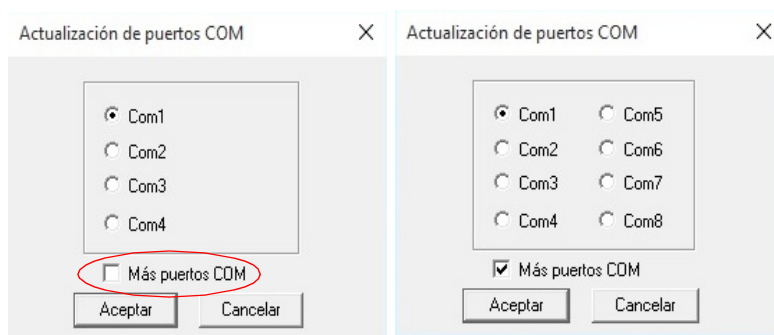 Actualización de puertos COM
Com1
Com2
Com3
Com4
Más puertos COM
Aceptar Cancelar
Actualización de puertos COM
Com1 Com5
Com2 Com6
Com3 Com7
Com4 Com8
Más puertos COM
Aceptar Cancelar